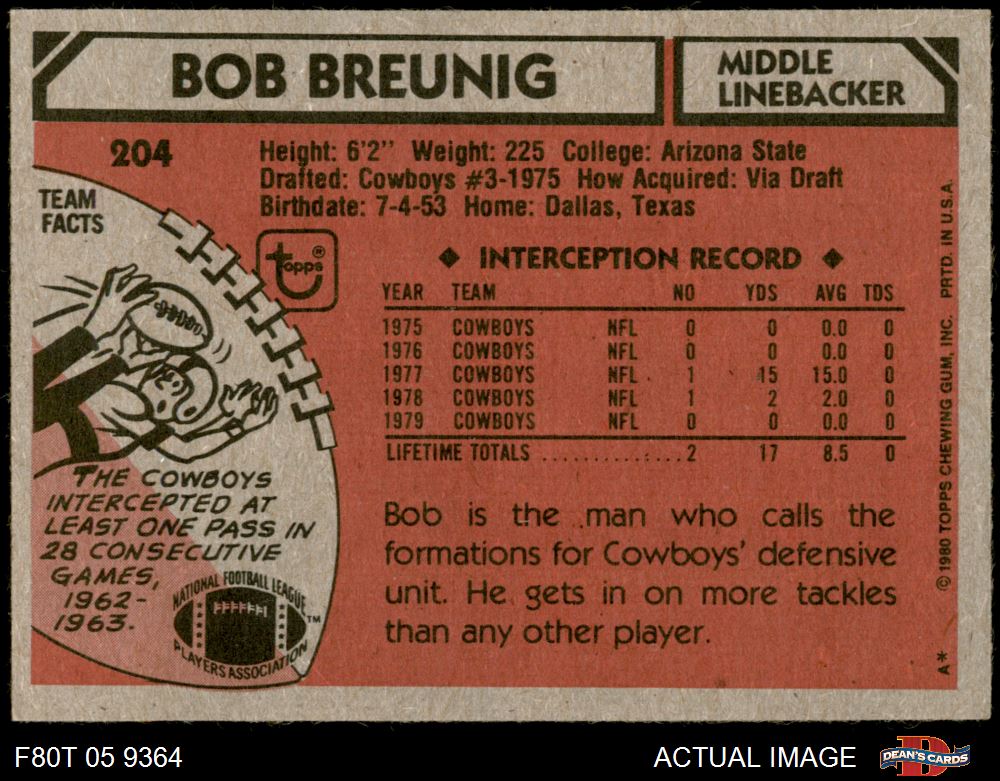 BOB BREUNIG
MIDDLE
LINEBACKER
204
Height: 6'2" Weight: 225 College: Arizona State
Drafted: Cowboys #3-1975 How Acquired: Via Draft
Birthdate: 7-4-53 Home: Dallas, Texas
TEAM
FACTS
topps®
◆ INTERCEPTION RECORD ◆
YEAR TEAM NO YDS AVG TDS
1975 COWBOYS NFL 0 0 0.0 0
1976 COWBOYS NFL 0 0 0.0 0
1977 COWBOYS NFL 1 15 15.0 0
1978 COWBOYS NFL 1 2 2.0 0
1979 COWBOYS NFL 0 0 0.0 0
LIFETIME TOTALS ..............2 17 8.5 0
THE COWBOYS
INTERCEPTED AT
LEAST ONE PASS IN
28 CONSECUTIVE
GAMES,
1962-
1963.
NATIONAL FOOTBALL LEAGUE
PLAYERS ASSOCIATION
™
Bob is the man who calls the
formations for Cowboys' defensive
unit. He gets in on more tackles
than any other player.
A* © 1980 TOPPS CHEWING GUM, INC. PRTD. IN U.S.A.
F80T 05 9364
ACTUAL IMAGE
D
DEAN'S CARDS